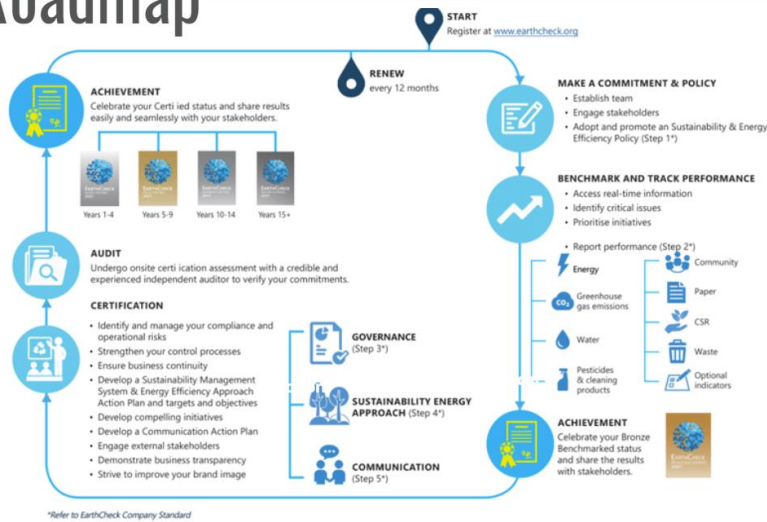 Roadmap
START
Register at www.earthcheck.org
RENEW
every 12 months
ACHIEVEMENT
Celebrate your Certi ied status and share results
easily and seamlessly with your stakeholders.
EARTHCHECK
EARTHCHECK
EARTHCHECK
EARTHCHECK
Years 1-4
Years 5-9
Years 10-14
Years 15+
MAKE A COMMITMENT & POLICY
• Establish team
• Engage stakeholders
• Adopt and promote an Sustainability & Energy
Efficiency Policy (Step 1*)
BENCHMARK AND TRACK PERFORMANCE
• Access real-time information
• Identify critical issues
• Prioritise initiatives
• Report performance (Step 2*)
Energy
CO₂
Greenhouse
gas emissions
Water
Pesticides
& cleaning
products
Community
Paper
CSR
Waste
Optional
indicators
ACHIEVEMENT
Celebrate your Bronze
Benchmarked status
and share the results
with stakeholders.
EARTHCHECK
AUDIT
Undergo onsite certi ication assessment with a credible and
experienced independent auditor to verify your commitments.
CERTIFICATION
• Identify and manage your compliance and
operational risks
• Strengthen your control processes
• Ensure business continuity
• Develop a Sustainability Management
System & Energy Efficiency Approach
Action Plan and targets and objectives
• Develop compelling initiatives
• Develop a Communication Action Plan
• Engage external stakeholders
• Demonstrate business transparency
• Strive to improve your brand image
GOVERNANCE
(Step 3*)
SUSTAINABILITY ENERGY
APPROACH (Step 4*)
COMMUNICATION
(Step 5*)
*Refer to EarthCheck Company Standard